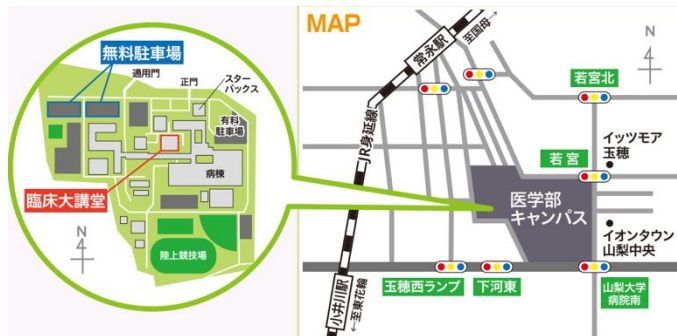 無料駐車場
通用門
正門
スター
バックス
有料
駐車場
病棟
臨床大講堂
N
陸上競技場
MAP
常永駅
至国母→
N
若宮北
JR身延線
若宮
イッツモア
玉穂
医学部
キャンパス
イオンタウン
山梨中央
玉穂西ランプ
下河東
山梨大学
病院南
小井川駅
←至東花輪